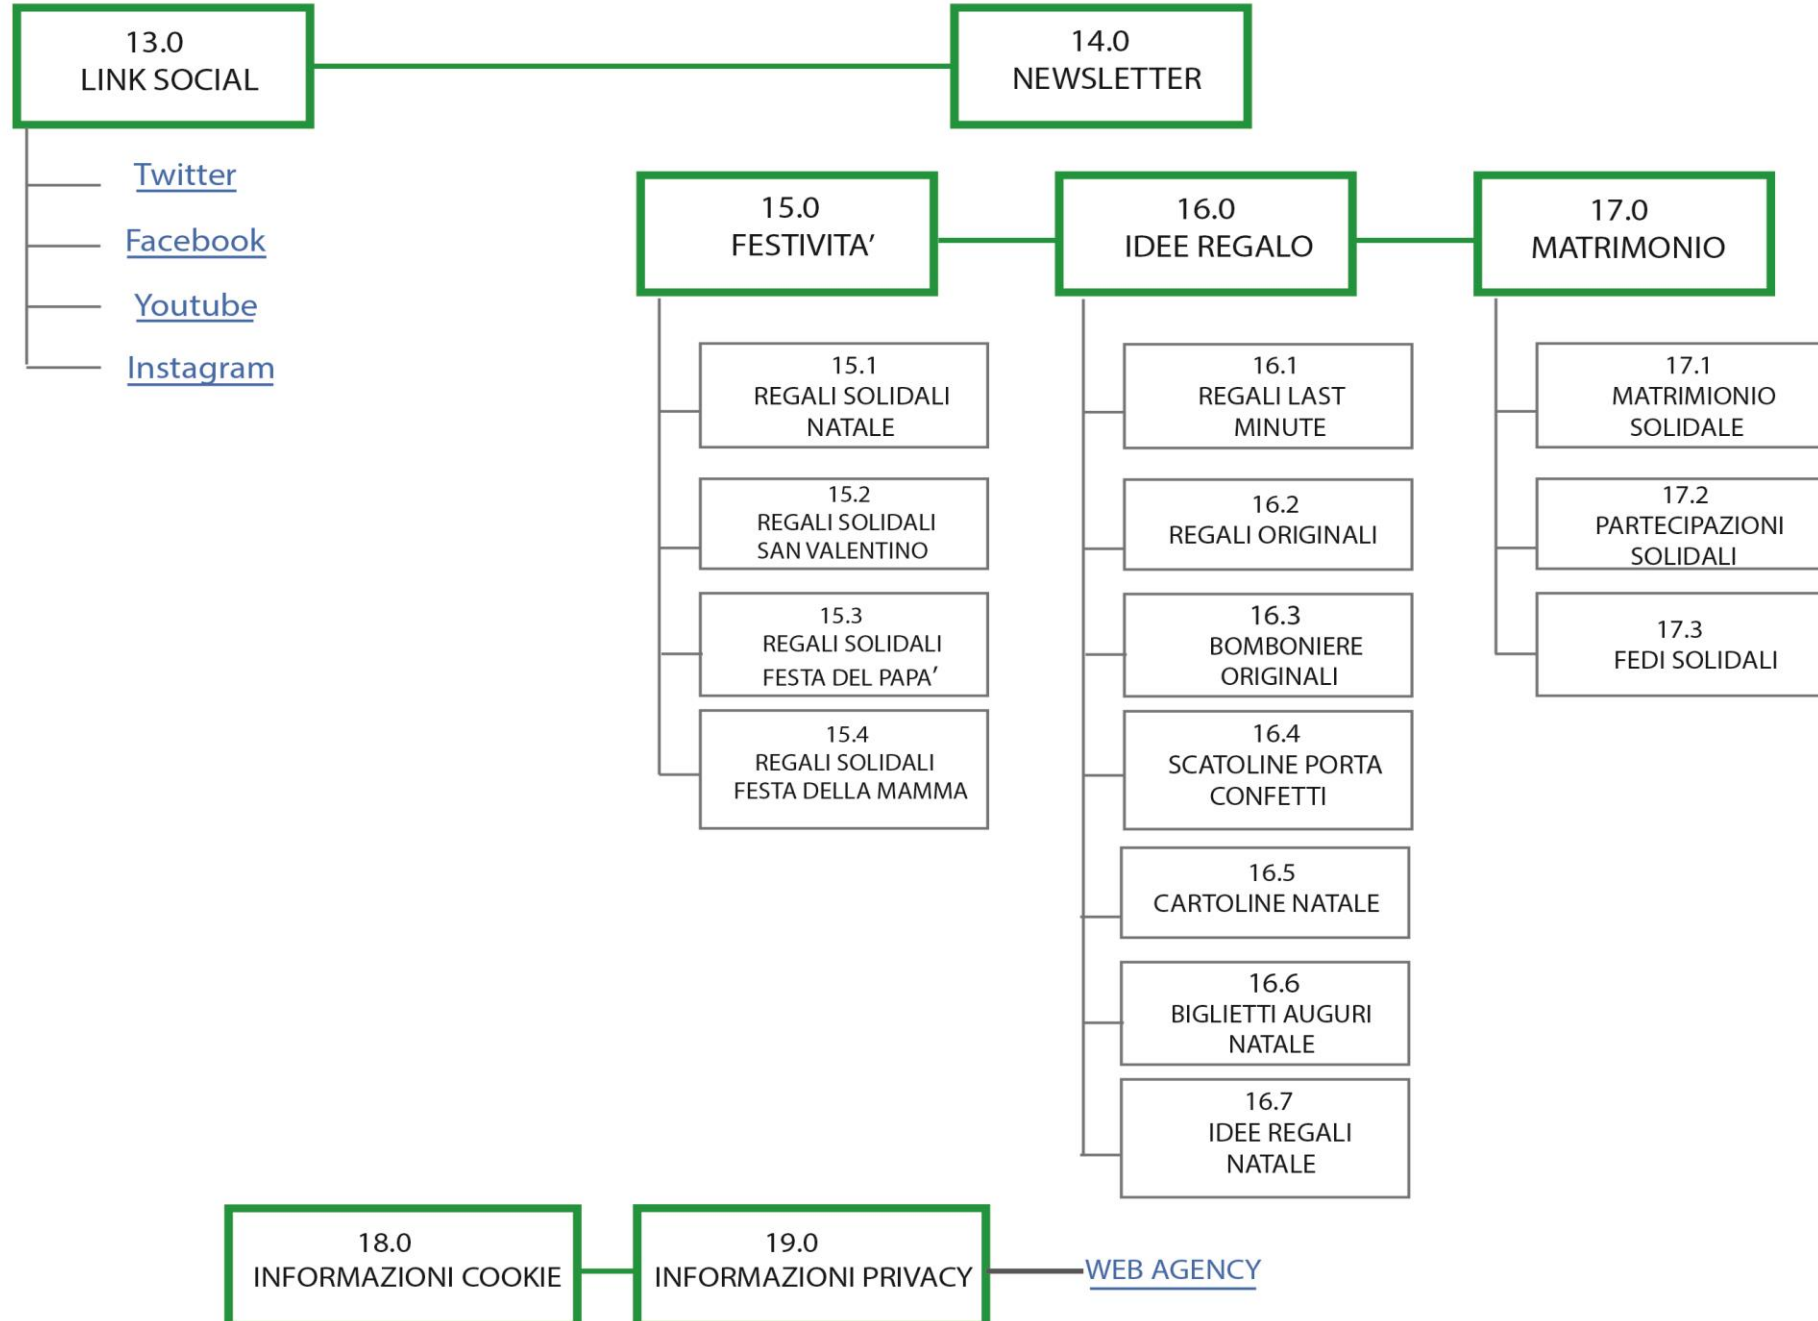 13.0
LINK SOCIAL
14.0
NEWSLETTER
Twitter
Facebook
Youtube
Instagram
15.0
FESTIVITA’
16.0
IDEE REGALO
17.0
MATRIMONIO
15.1
REGALI SOLIDALI
NATALE
15.2
REGALI SOLIDALI
SAN VALENTINO
15.3
REGALI SOLIDALI
FESTA DEL PAPA’
15.4
REGALI SOLIDALI
FESTA DELLA MAMMA
16.1
REGALI LAST
MINUTE
16.2
REGALI ORIGINALI
16.3
BOMBONIERE
ORIGINALI
16.4
SCATOLINE PORTA
CONFETTI
16.5
CARTOLINE NATALE
16.6
BIGLIETTI AUGURI
NATALE
16.7
IDEE REGALI
NATALE
17.1
MATRIMIONIO
SOLIDALE
17.2
PARTECIPAZIONI
SOLIDALI
17.3
FEDI SOLIDALI
18.0
INFORMAZIONI COOKIE
19.0
INFORMAZIONI PRIVACY
WEB AGENCY